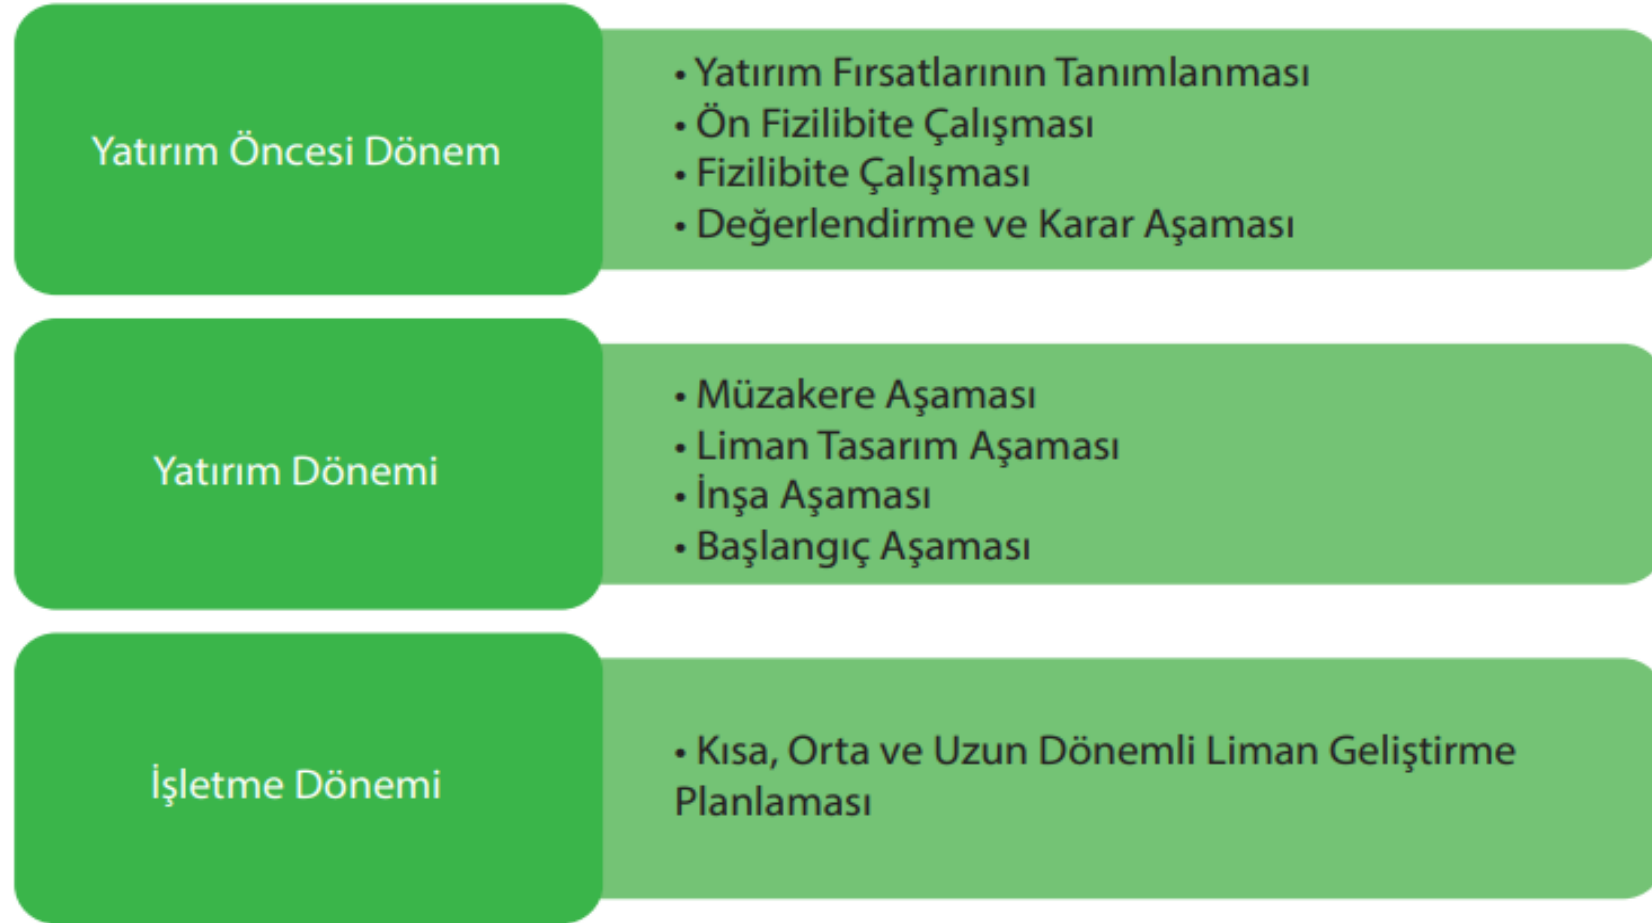 Yatırım Öncesi Dönem
• Yatırım Fırsatlarının Tanımlanması
• Ön Fizilibite Çalışması
• Fizilibite Çalışması
• Değerlendirme ve Karar Aşaması
Yatırım Dönemi
• Müzakere Aşaması
• Liman Tasarım Aşaması
• İnşa Aşaması
• Başlangıç Aşaması
İşletme Dönemi
• Kısa, Orta ve Uzun Dönemli Liman Geliştirme
Planlaması